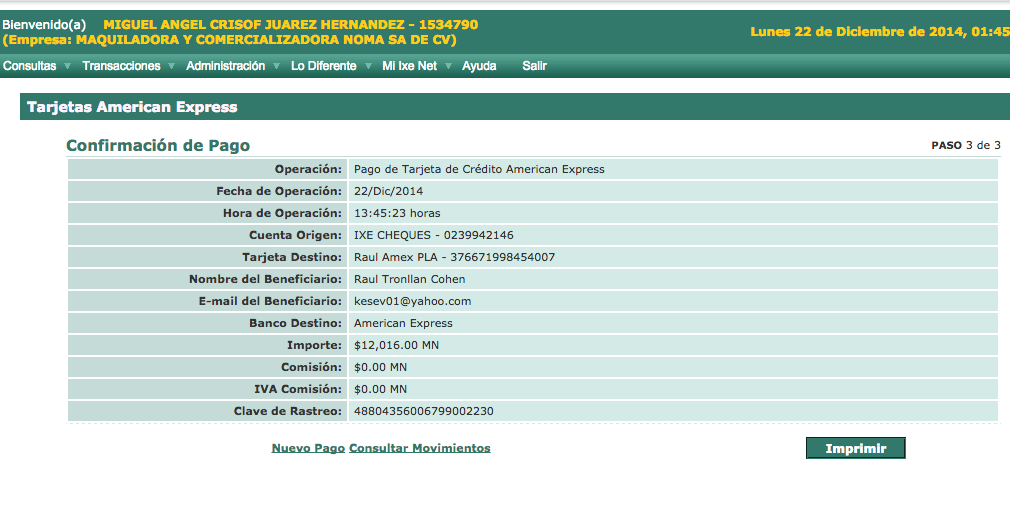 Bienvenido(a) MIGUEL ANGEL CRISOF JUAREZ HERNANDEZ - 1534790
(Empresa: MAQUILADORA Y COMERCIALIZADORA NOMA SA DE CV)
Lunes 22 de Diciembre de 2014, 01:45
Consultas Transacciones Administración Lo Diferente Mi Ixe Net Ayuda Salir
Tarjetas American Express
Confirmación de Pago PASO 3 de 3
Operación: Pago de Tarjeta de Crédito American Express
Fecha de Operación: 22/Dic/2014
Hora de Operación: 13:45:23 horas
Cuenta Origen: IXE CHEQUES - 0239942146
Tarjeta Destino: Raul Amex PLA - 376671998454007
Nombre del Beneficiario: Raul Tronllan Cohen
E-mail del Beneficiario: kesev01@yahoo.com
Banco Destino: American Express
Importe: $12,016.00 MN
Comisión: $0.00 MN
IVA Comisión: $0.00 MN
Clave de Rastreo: 48804356006799002230
Nuevo Pago Consultar Movimientos Imprimir